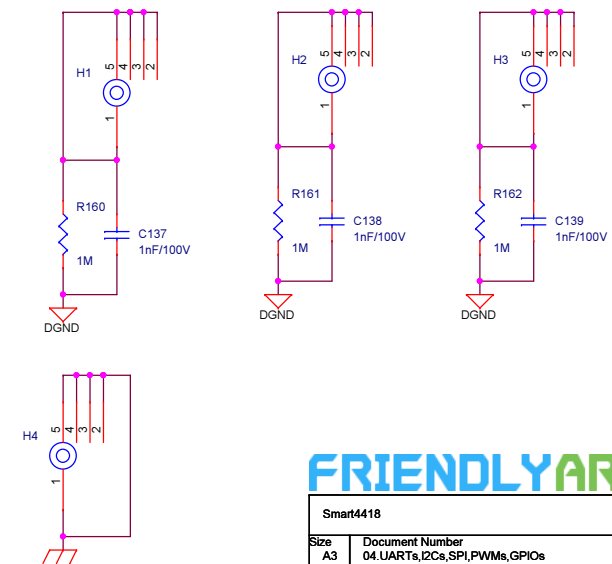 H1
5
4
3
2
1
R160
1M
C137
1nF/100V
DGND
H2
5
4
3
2
1
R161
1M
C138
1nF/100V
DGND
H3
5
4
3
2
1
R162
1M
C139
1nF/100V
DGND
H4
5
4
3
2
1
FRIENDLYAR
Smart4418
Size
Document Number
A3
04.UARTs,I2Cs,SPI,PWMs,GPIOs